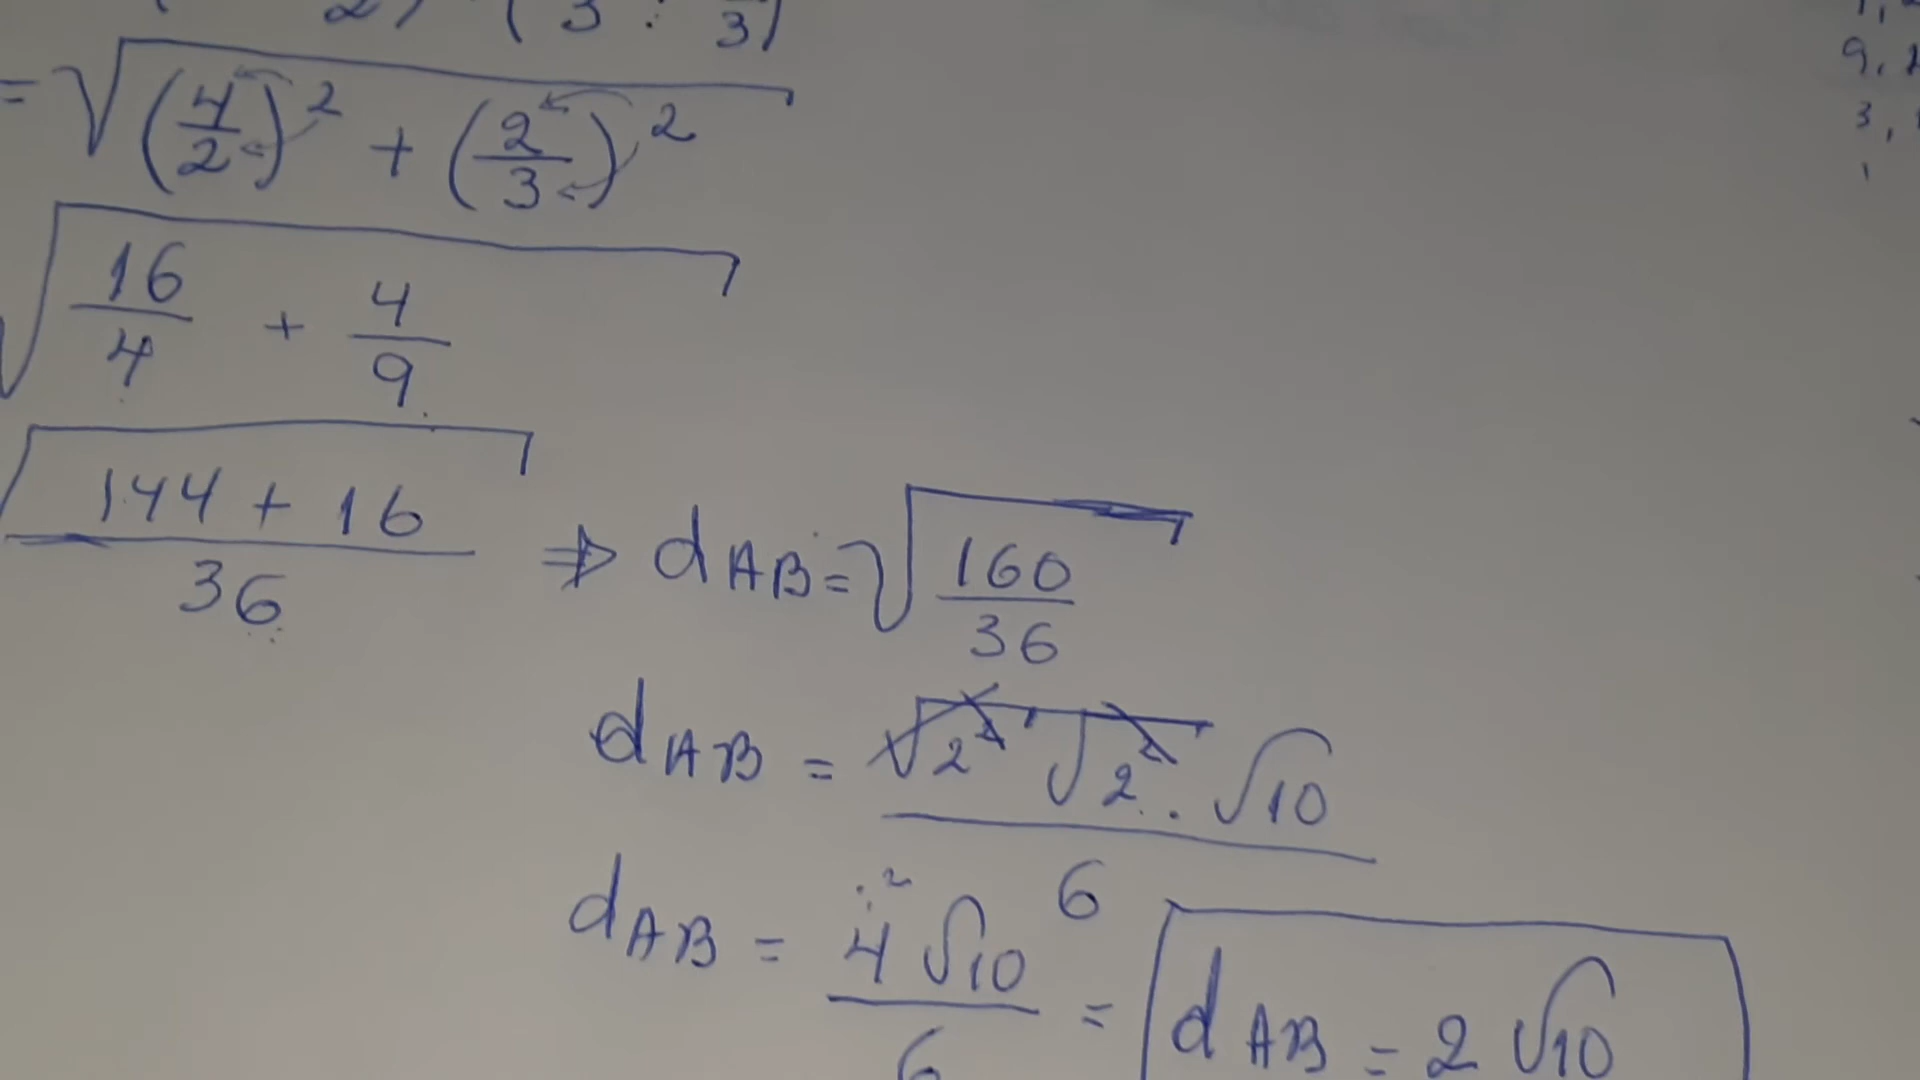 = √(4/2)² + (2/3)²
√16/4 + 4/9
√144 + 16/36 ⇒ dAB = √160/36
dAB = √2² √2² . √10 / 6
dAB = 4√10 / 6 = dAB = 2√10